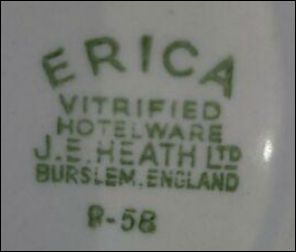 ERICA
VITRIFIED
HOTELWARE
J.E.HEATH LTD
BURSLEM.ENGLAND
8-58